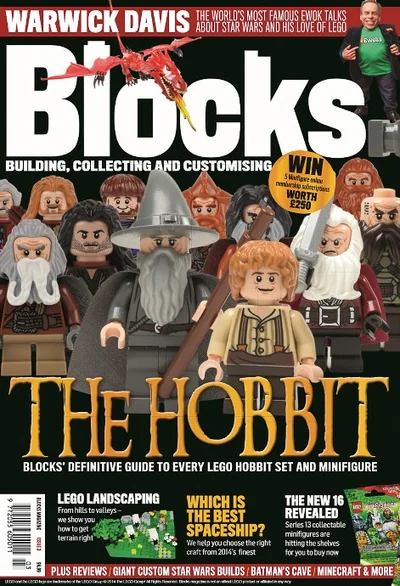 WARWICK DAVIS
THE WORLD'S MOST FAMOUS EWOK TALKS
ABOUT STAR WARS AND HIS LOVE OF LEGO
Blocks
BUILDING, COLLECTING AND CUSTOMISING
WIN
WORTH
£250
THE HOBBIT
BLOCKS' DEFINITIVE GUIDE TO EVERY LEGO HOBBIT SET AND MINIFIGURE
LEGO LANDSCAPING
From hills to valleys –
we show you
how to get
terrain right
WHICH IS
THE BEST
SPACESHIP?
We help you choose the right
craft from 2014's finest
THE NEW 16
REVEALED
Series 13 collectable
minifigures are
hitting the shelves
for you to buy now
PLUS REVIEWS / GIANT CUSTOM STAR WARS BUILDS / BATMAN'S CAVE / MINECRAFT & MORE